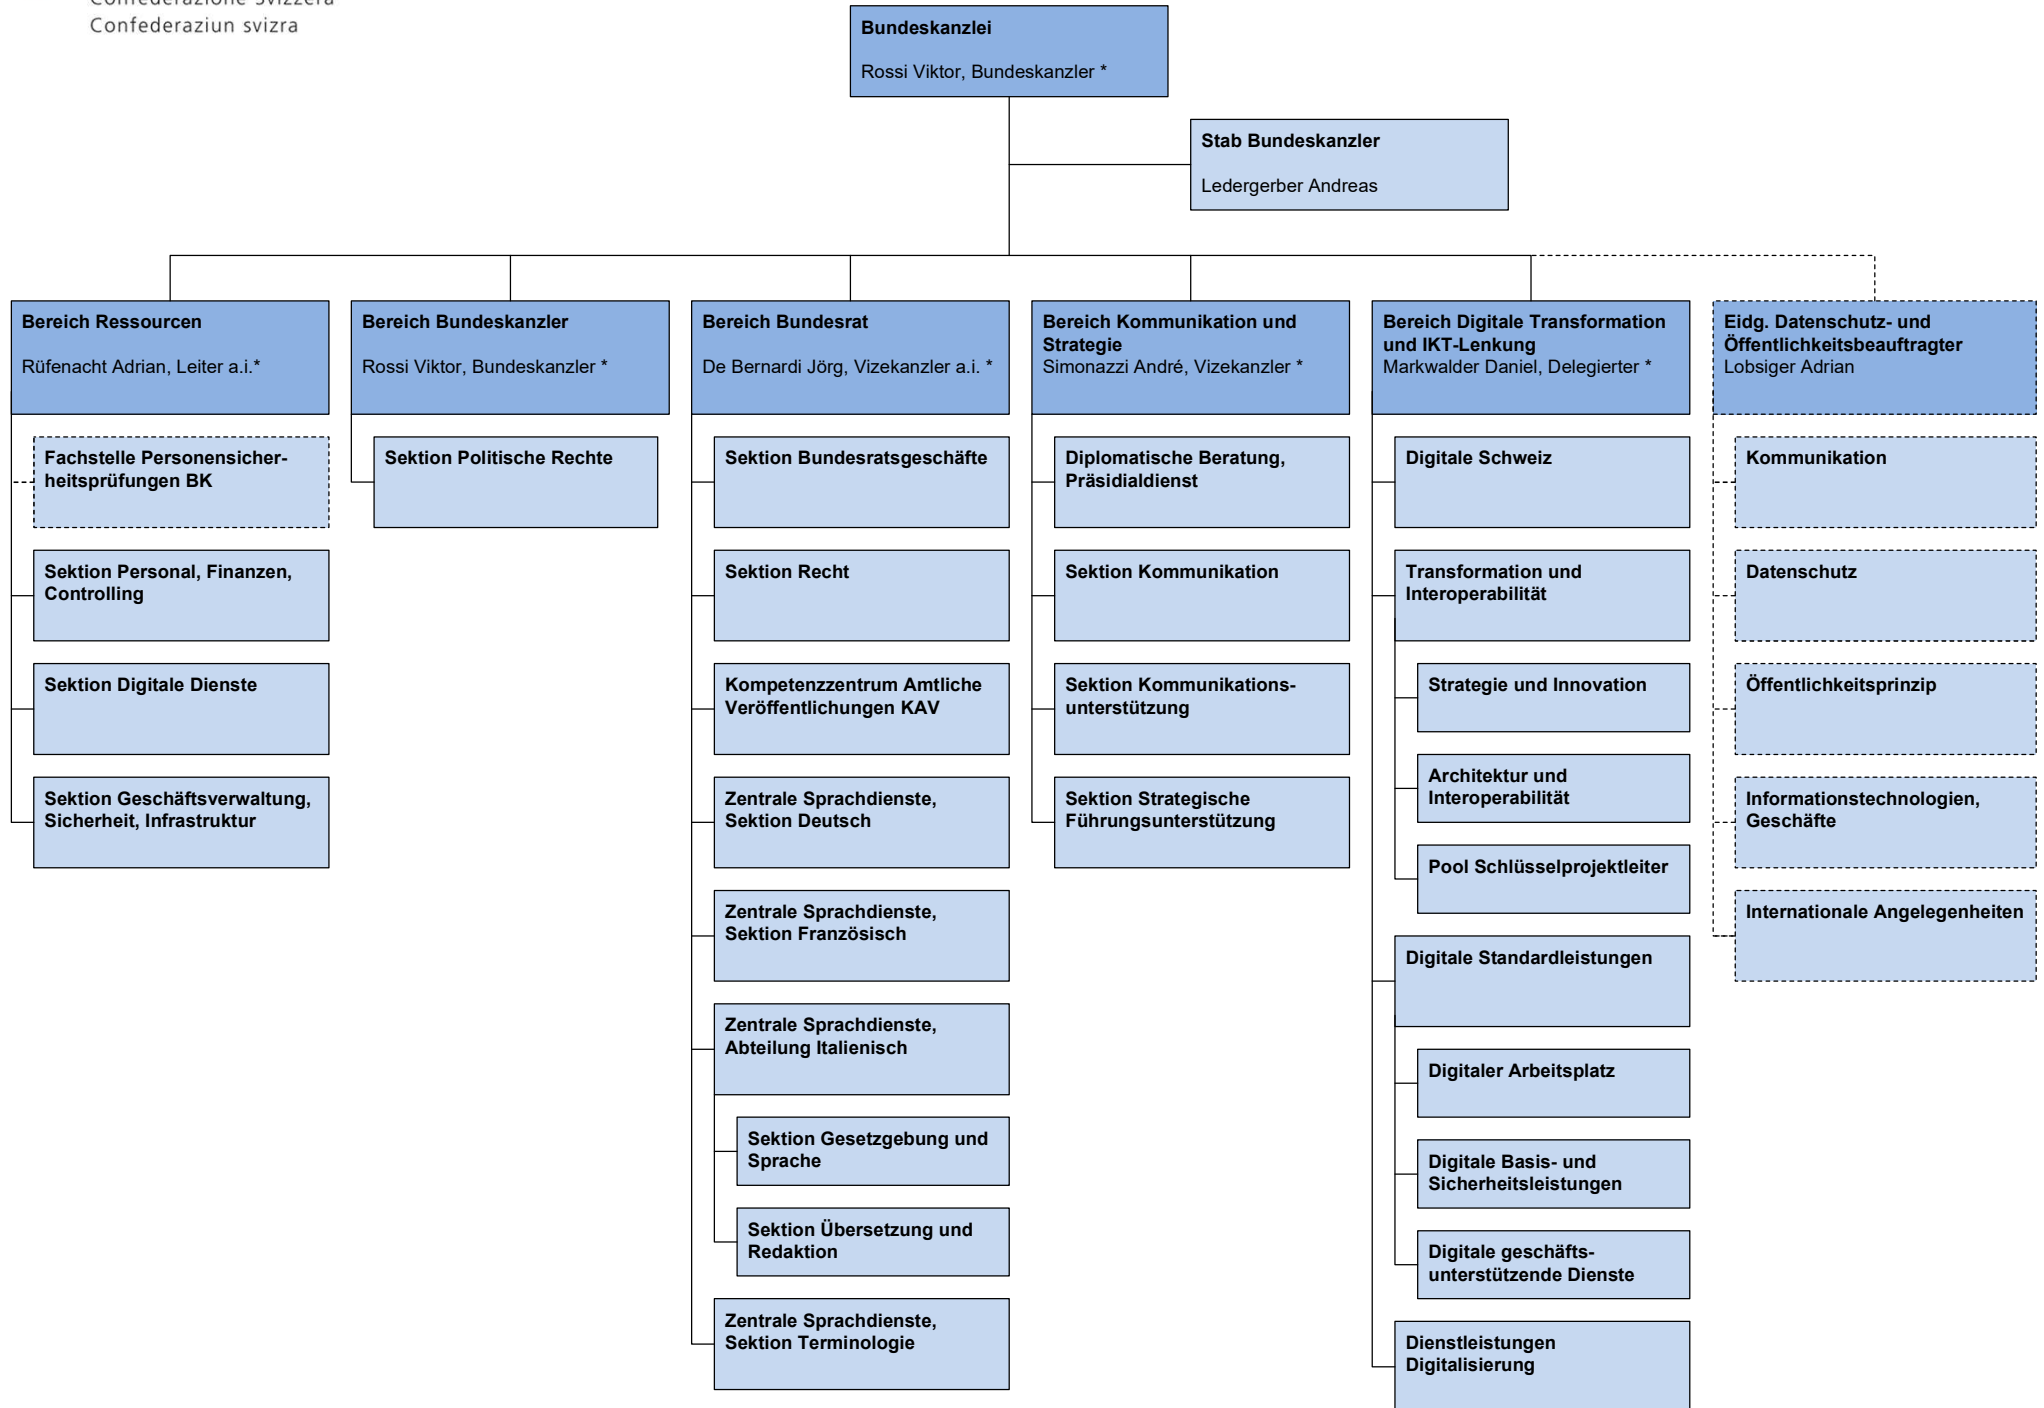 Confederazione Svizzera
Confederaziun svizra
Bundeskanzlei
Rossi Viktor, Bundeskanzler *
Stab Bundeskanzler
Ledergerber Andreas
Bereich Ressourcen
Rüfenacht Adrian, Leiter a.i.*
Fachstelle Personensicher-
heitsprüfungen BK
Sektion Personal, Finanzen,
Controlling
Sektion Digitale Dienste
Sektion Geschäftsverwaltung,
Sicherheit, Infrastruktur
Bereich Bundeskanzler
Rossi Viktor, Bundeskanzler *
Sektion Politische Rechte
Bereich Bundesrat
De Bernardi Jörg, Vizekanzler a.i. *
Sektion Bundesratsgeschäfte
Sektion Recht
Kompetenzzentrum Amtliche
Veröffentlichungen KAV
Zentrale Sprachdienste,
Sektion Deutsch
Zentrale Sprachdienste,
Sektion Französisch
Zentrale Sprachdienste,
Abteilung Italienisch
Sektion Gesetzgebung und
Sprache
Sektion Übersetzung und
Redaktion
Zentrale Sprachdienste,
Sektion Terminologie
Bereich Kommunikation und
Strategie
Simonazzi André, Vizekanzler *
Diplomatische Beratung,
Präsidialdienst
Sektion Kommunikation
Sektion Kommunikations-
unterstützung
Sektion Strategische
Führungsunterstützung
Bereich Digitale Transformation
und IKT-Lenkung
Markwalder Daniel, Delegierter *
Digitale Schweiz
Transformation und
Interoperabilität
Strategie und Innovation
Architektur und
Interoperabilität
Pool Schlüsselprojektleiter
Digitale Standardleistungen
Digitaler Arbeitsplatz
Digitale Basis- und
Sicherheitsleistungen
Digitale geschäfts-
unterstützende Dienste
Dienstleistungen
Digitalisierung
Eidg. Datenschutz- und
Öffentlichkeitsbeauftragter
Lobsiger Adrian
Kommunikation
Datenschutz
Öffentlichkeitsprinzip
Informationstechnologien,
Geschäfte
Internationale Angelegenheiten